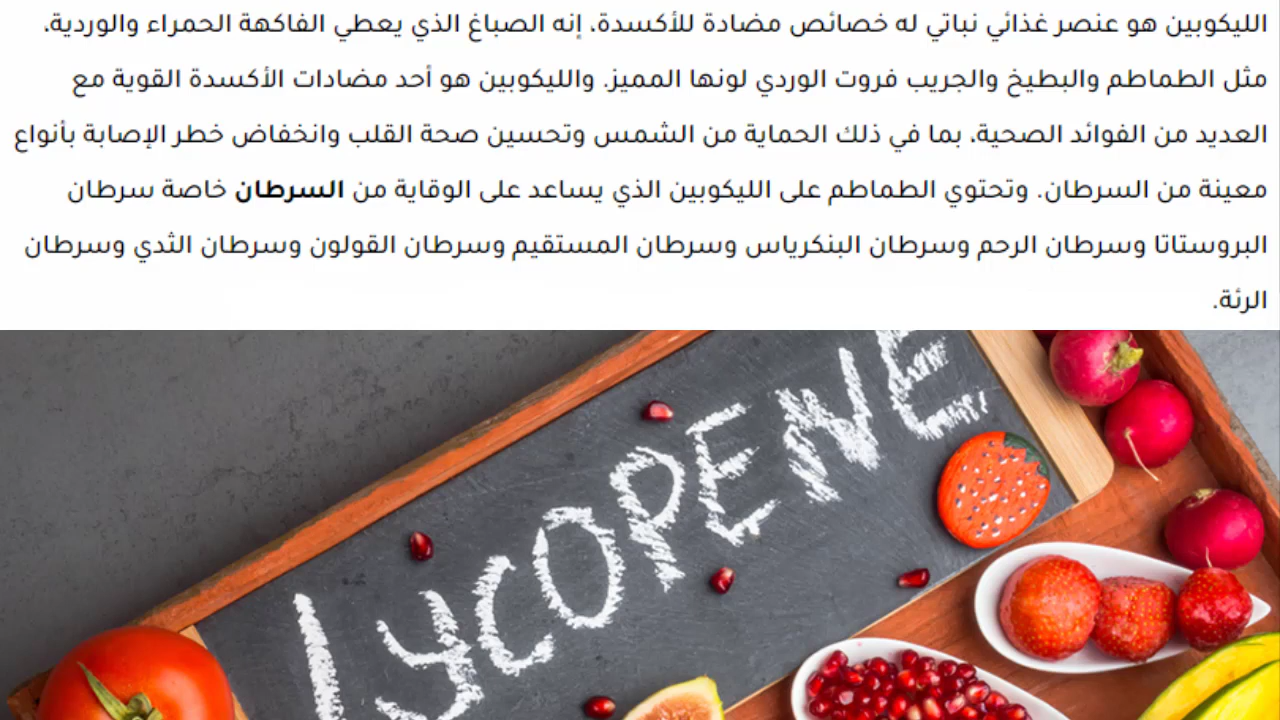 الليكوبين هو عنصر غذائي نباتي له خصائص مضادة للأكسدة، إنه الصباغ الذي يعطي الفاكهة الحمراء والوردية،
مثل الطماطم والبطيخ والجريب فروت الوردي لونها المميز. والليكوبين هو أحد مضادات الأكسدة القوية مع
العديد من الفوائد الصحية، بما في ذلك الحماية من الشمس وتحسين صحة القلب وانخفاض خطر الإصابة بأنواع
معينة من السرطان. وتحتوي الطماطم على الليكوبين الذي يساعد على الوقاية من السرطان خاصة سرطان
البروستاتا وسرطان الرحم وسرطان البنكرياس وسرطان المستقيم وسرطان القولون وسرطان الثدي وسرطان
الرئة.
LYCOPENE